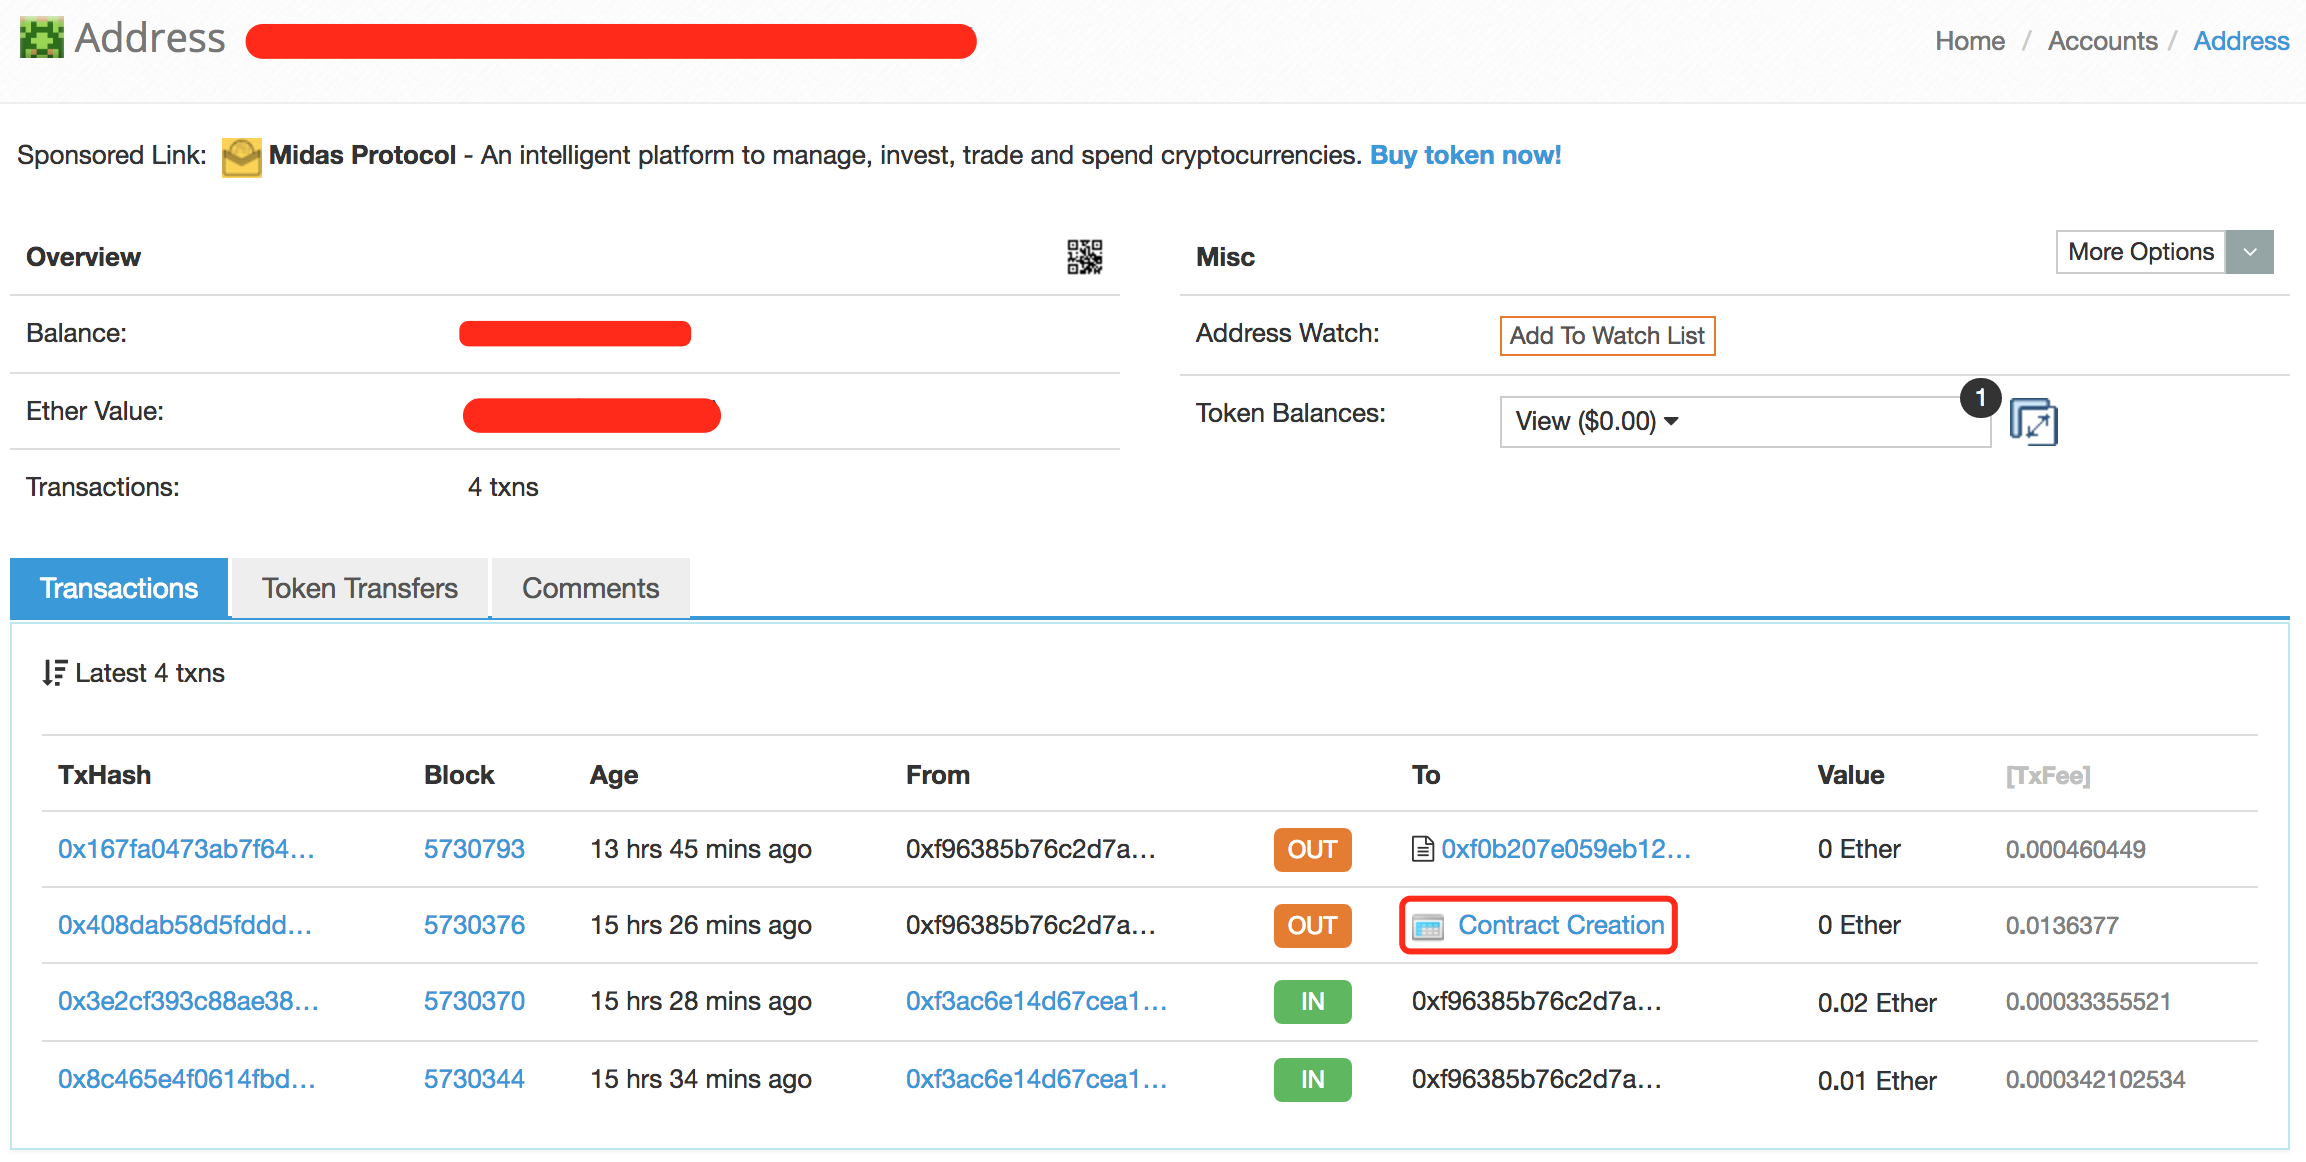 Address
Home / Accounts / Address
Sponsored Link: Midas Protocol - An intelligent platform to manage, invest, trade and spend cryptocurrencies. Buy token now!
Overview
Balance:
Ether Value:
Transactions: 4 txns
Misc More Options
Address Watch: Add To Watch List
Token Balances: View ($0.00) 1
Transactions Token Transfers Comments
Latest 4 txns
TxHash Block Age From To Value [TxFee]
0x167fa0473ab7f64... 5730793 13 hrs 45 mins ago 0xf96385b76c2d7a... OUT 0xf0b207e059eb12... 0 Ether 0.000460449
0x408dab58d5fddd... 5730376 15 hrs 26 mins ago 0xf96385b76c2d7a... OUT Contract Creation 0 Ether 0.0136377
0x3e2cf393c88ae38... 5730370 15 hrs 28 mins ago 0xf3ac6e14d67cea1... IN 0xf96385b76c2d7a... 0.02 Ether 0.00033355521
0x8c465e4f0614fbd... 5730344 15 hrs 34 mins ago 0xf3ac6e14d67cea1... IN 0xf96385b76c2d7a... 0.01 Ether 0.000342102534